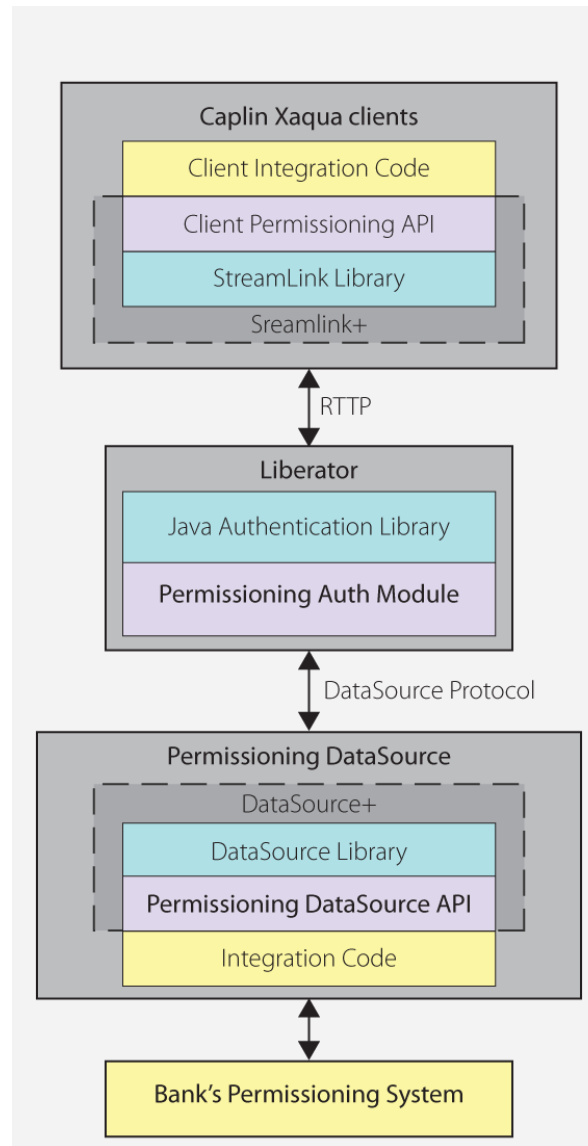 Caplin Xaqua clients
Client Integration Code
Client Permissioning API
StreamLink Library
Sreamlink+
RTTP
Liberator
Java Authentication Library
Permissioning Auth Module
DataSource Protocol
Permissioning DataSource
DataSource+
DataSource Library
Permissioning DataSource API
Integration Code
Bank’s Permissioning System